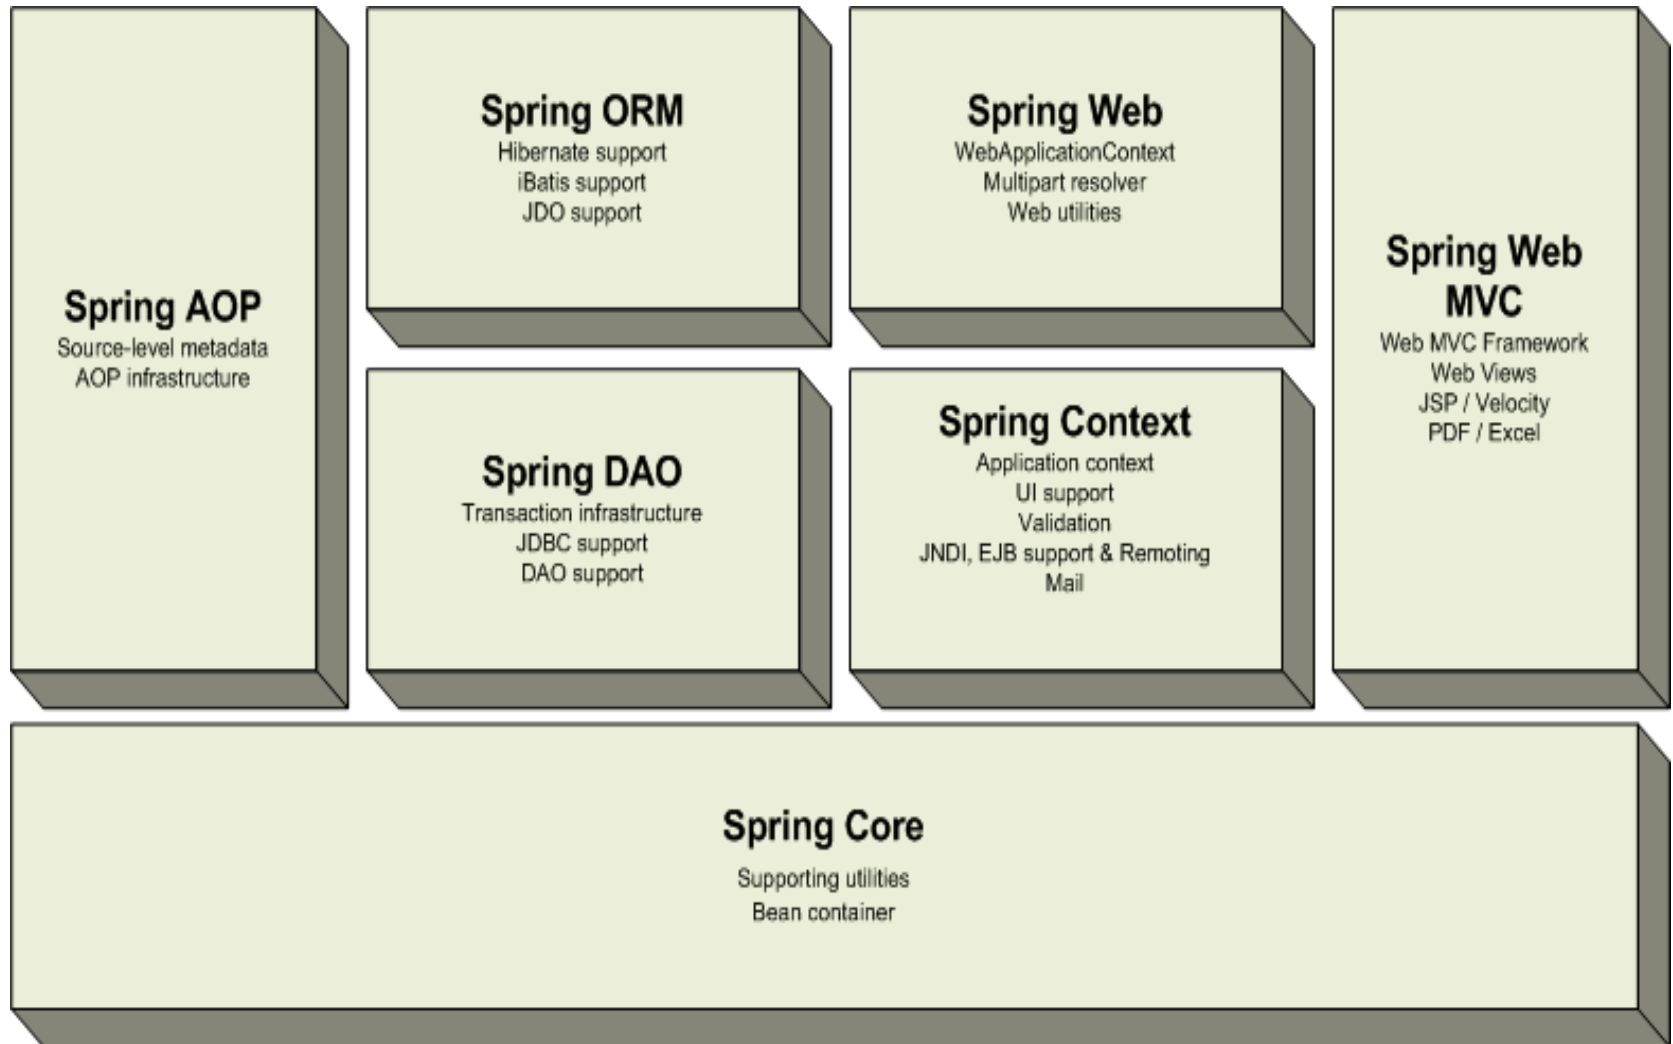 Spring AOP
Source-level metadata
AOP infrastructure
Spring ORM
Hibernate support
iBatis support
JDO support
Spring Web
WebApplicationContext
Multipart resolver
Web utilities
Spring Web
MVC
Web MVC Framework
Web Views
JSP / Velocity
PDF / Excel
Spring DAO
Transaction infrastructure
JDBC support
DAO support
Spring Context
Application context
UI support
Validation
JNDI, EJB support & Remoting
Mail
Spring Core
Supporting utilities
Bean container